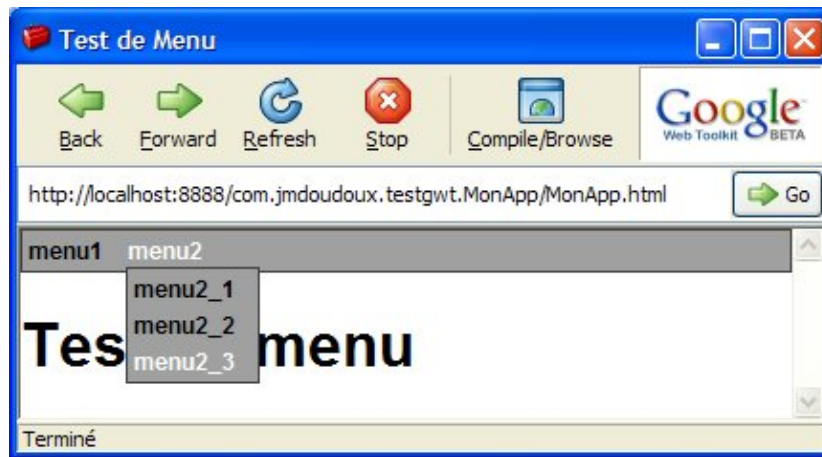 Test de Menu
Back Forward Refresh Stop Compile/Browse
Google
Web Toolkit BETA
http://localhost:8888/com.jmdoudoux.testgwt.MonApp/MonApp.html Go
menu1 menu2
menu2_1
menu2_2
menu2_3
Tes menu
Terminé